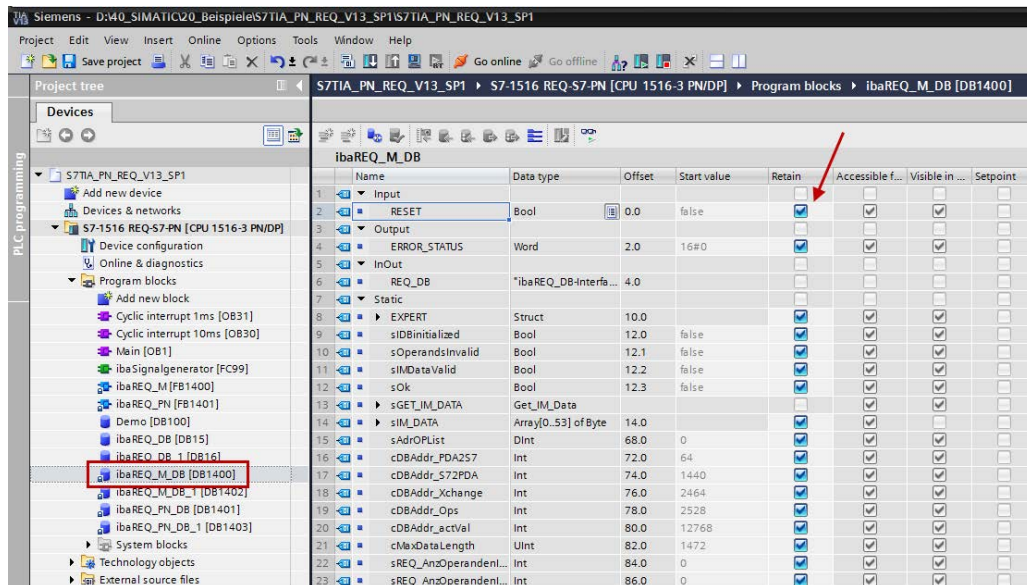 Siemens - D:\40_SIMATIC\20_Beispiele\S7TIA_PN_REQ_V13_SP1\S7TIA_PN_REQ_V13_SP1
Project Edit View Insert Online Options Tools Window Help
Save project Go online Go offline
Project tree
S7TIA_PN_REQ_V13_SP1 S7-1516 REQ-S7-PN [CPU 1516-3 PN/DP] Program blocks ibaREQ_M_DB [DB1400]
Devices
PLC programming
S7TIA_PN_REQ_V13_SP1
Add new device
Devices & networks
S7-1516 REQ-S7-PN [CPU 1516-3 PN/DP]
Device configuration
Online & diagnostics
Program blocks
Add new block
Cyclic interrupt 1ms [OB31]
Cyclic interrupt 10ms [OB30]
Main [OB1]
ibaSignalgenerator [FC99]
ibaREQ_M [FB1400]
ibaREQ_PN [FB1401]
Demo [DB100]
ibaREQ_DB [DB15]
ibaREQ_DB_1 [DB16]
ibaREQ_M_DB [DB1400]
ibaREQ_M_DB_1 [DB1402]
ibaREQ_PN_DB [DB1401]
ibaREQ_PN_DB_1 [DB1403]
System blocks
Technology objects
External source files
ibaREQ_M_DB
Name Data type Offset Start value Retain Accessible f... Visible in ... Setpoint
1 Input
2 RESET Bool 0.0 false
3 Output
4 ERROR_STATUS Word 2.0 16#0
5 InOut
6 REQ_DB "ibaREQ_DB-Interfa... 4.0
7 Static
8 EXPERT Struct 10.0
9 sIDBinitialized Bool 12.0 false
10 sOperandsInvalid Bool 12.1 false
11 sIMDataValid Bool 12.2 false
12 sOk Bool 12.3 false
13 sGET_IM_DATA Get_IM_Data
14 sIM_DATA Array[0..53] of Byte 14.0
15 sAdrOPList DInt 68.0 0
16 cDBAddr_PDA2S7 Int 72.0 64
17 cDBAddr_S72PDA Int 74.0 1440
18 cDBAddr_Xchange Int 76.0 2464
19 cDBAddr_Ops Int 78.0 2528
20 cDBAddr_actVal Int 80.0 12768
21 cMaxDataLength UInt 82.0 1472
22 sREQ_AnzOperandenI... Int 84.0 0
23 sREQ_AnzOperandenI... Int 86.0 0